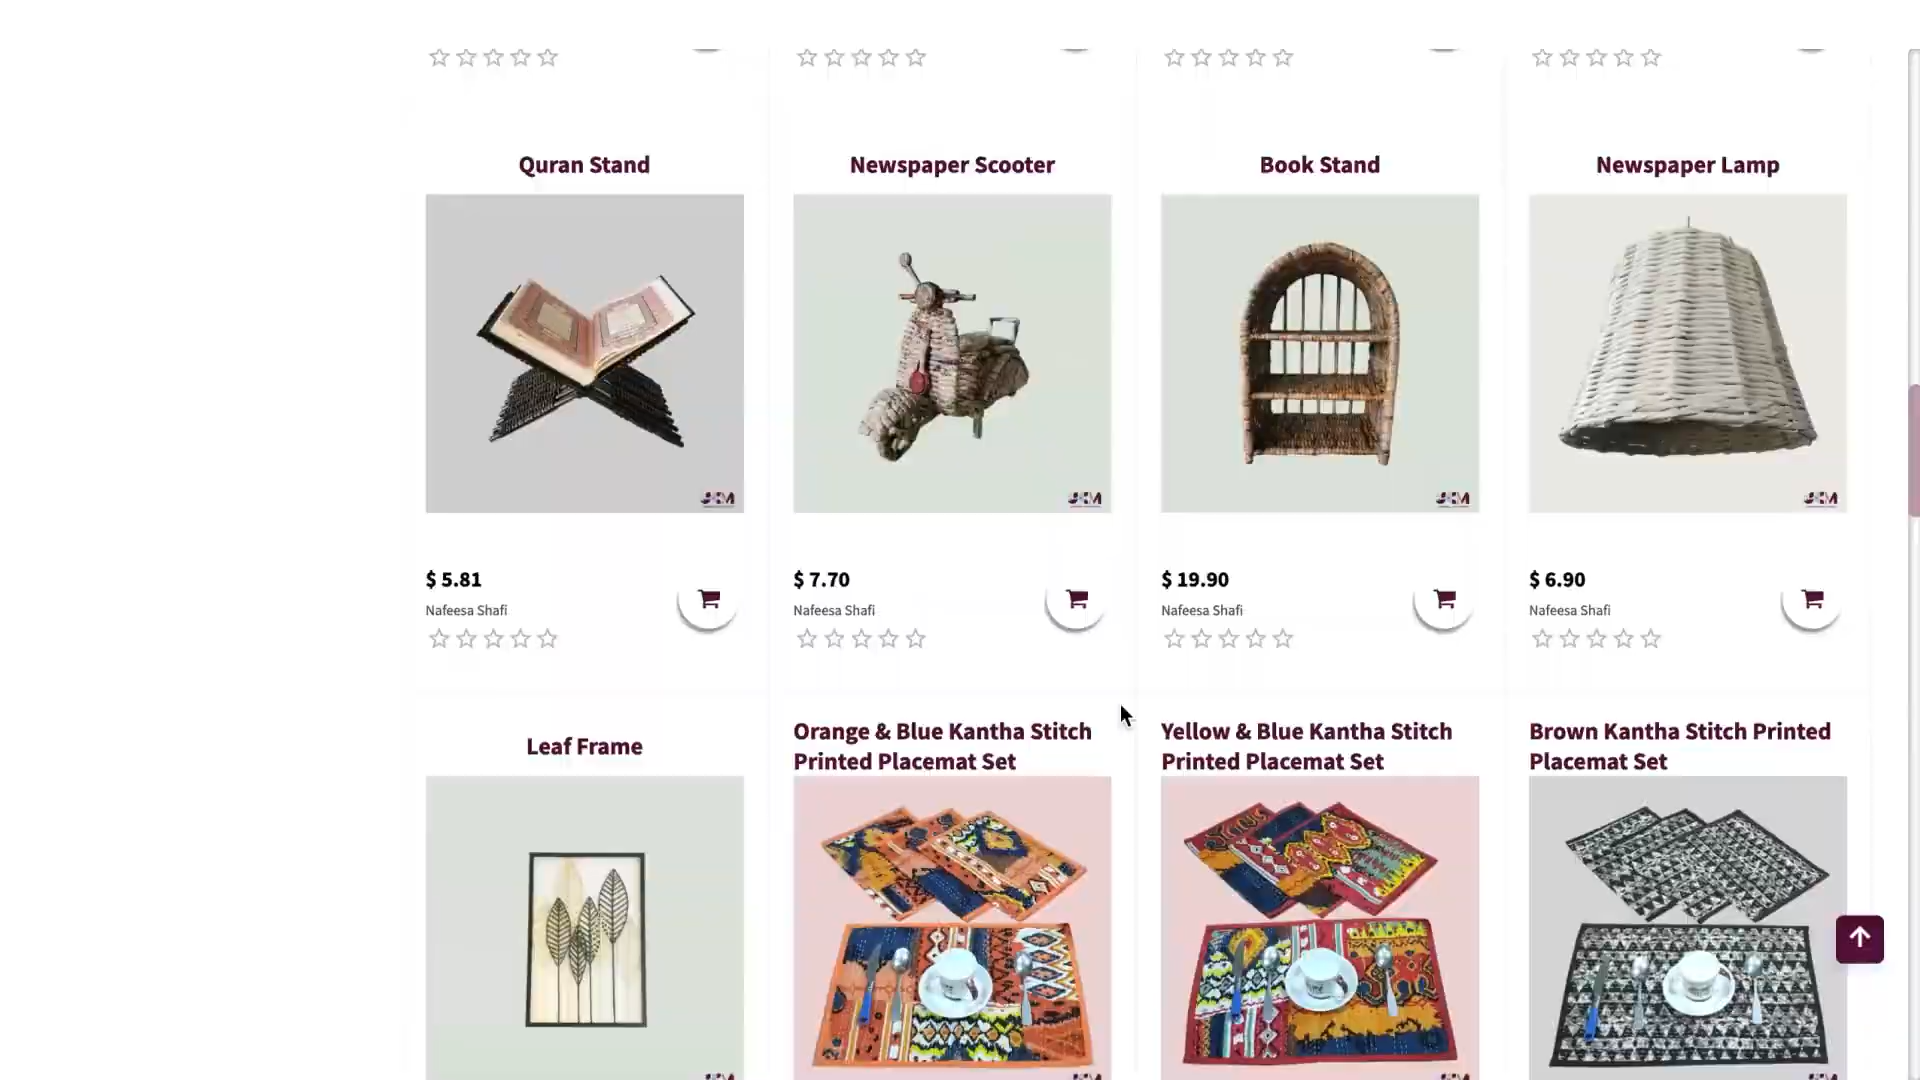 Quran Stand
Newspaper Scooter
Book Stand
Newspaper Lamp
$ 5.81
Nafeesa Shafi
$ 7.70
Nafeesa Shafi
$ 19.90
Nafeesa Shafi
$ 6.90
Nafeesa Shafi
Leaf Frame
Orange & Blue Kantha Stitch
Printed Placemat Set
Yellow & Blue Kantha Stitch
Printed Placemat Set
Brown Kantha Stitch Printed
Placemat Set